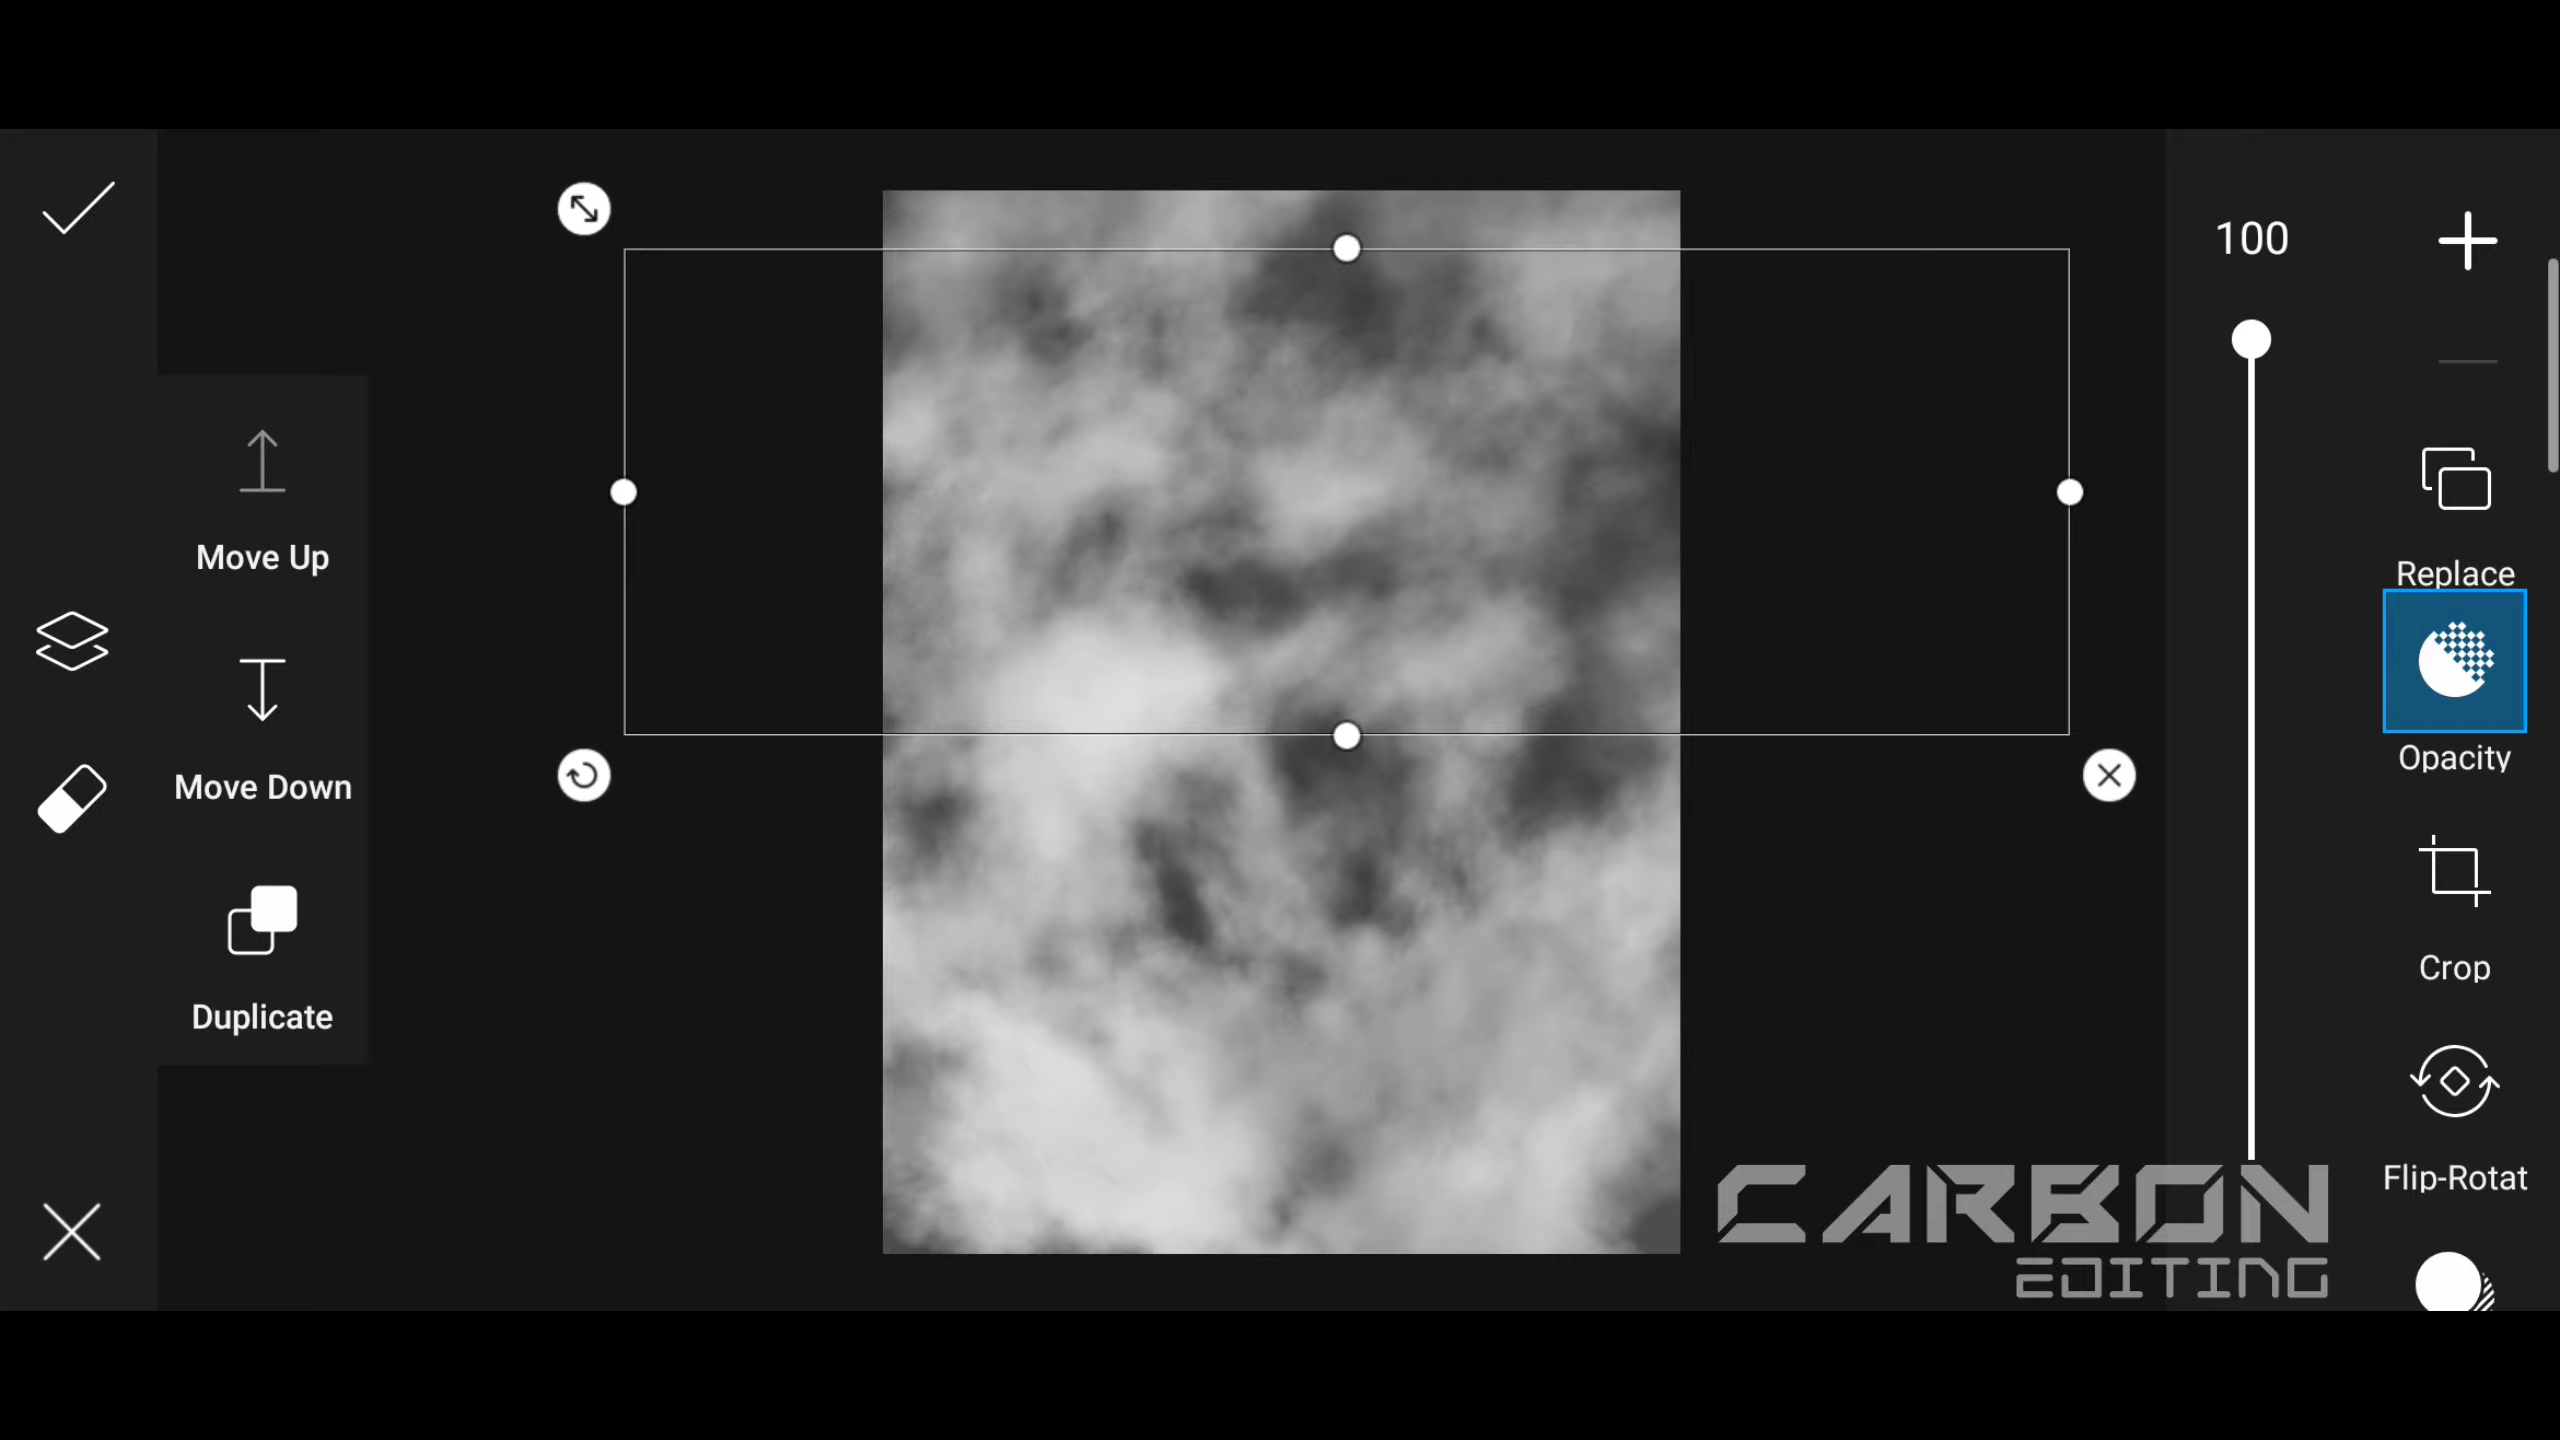 100
Move Up
Replace
Move Down
Opacity
Crop
Duplicate
Flip-Rotat
CARBON
EDITING